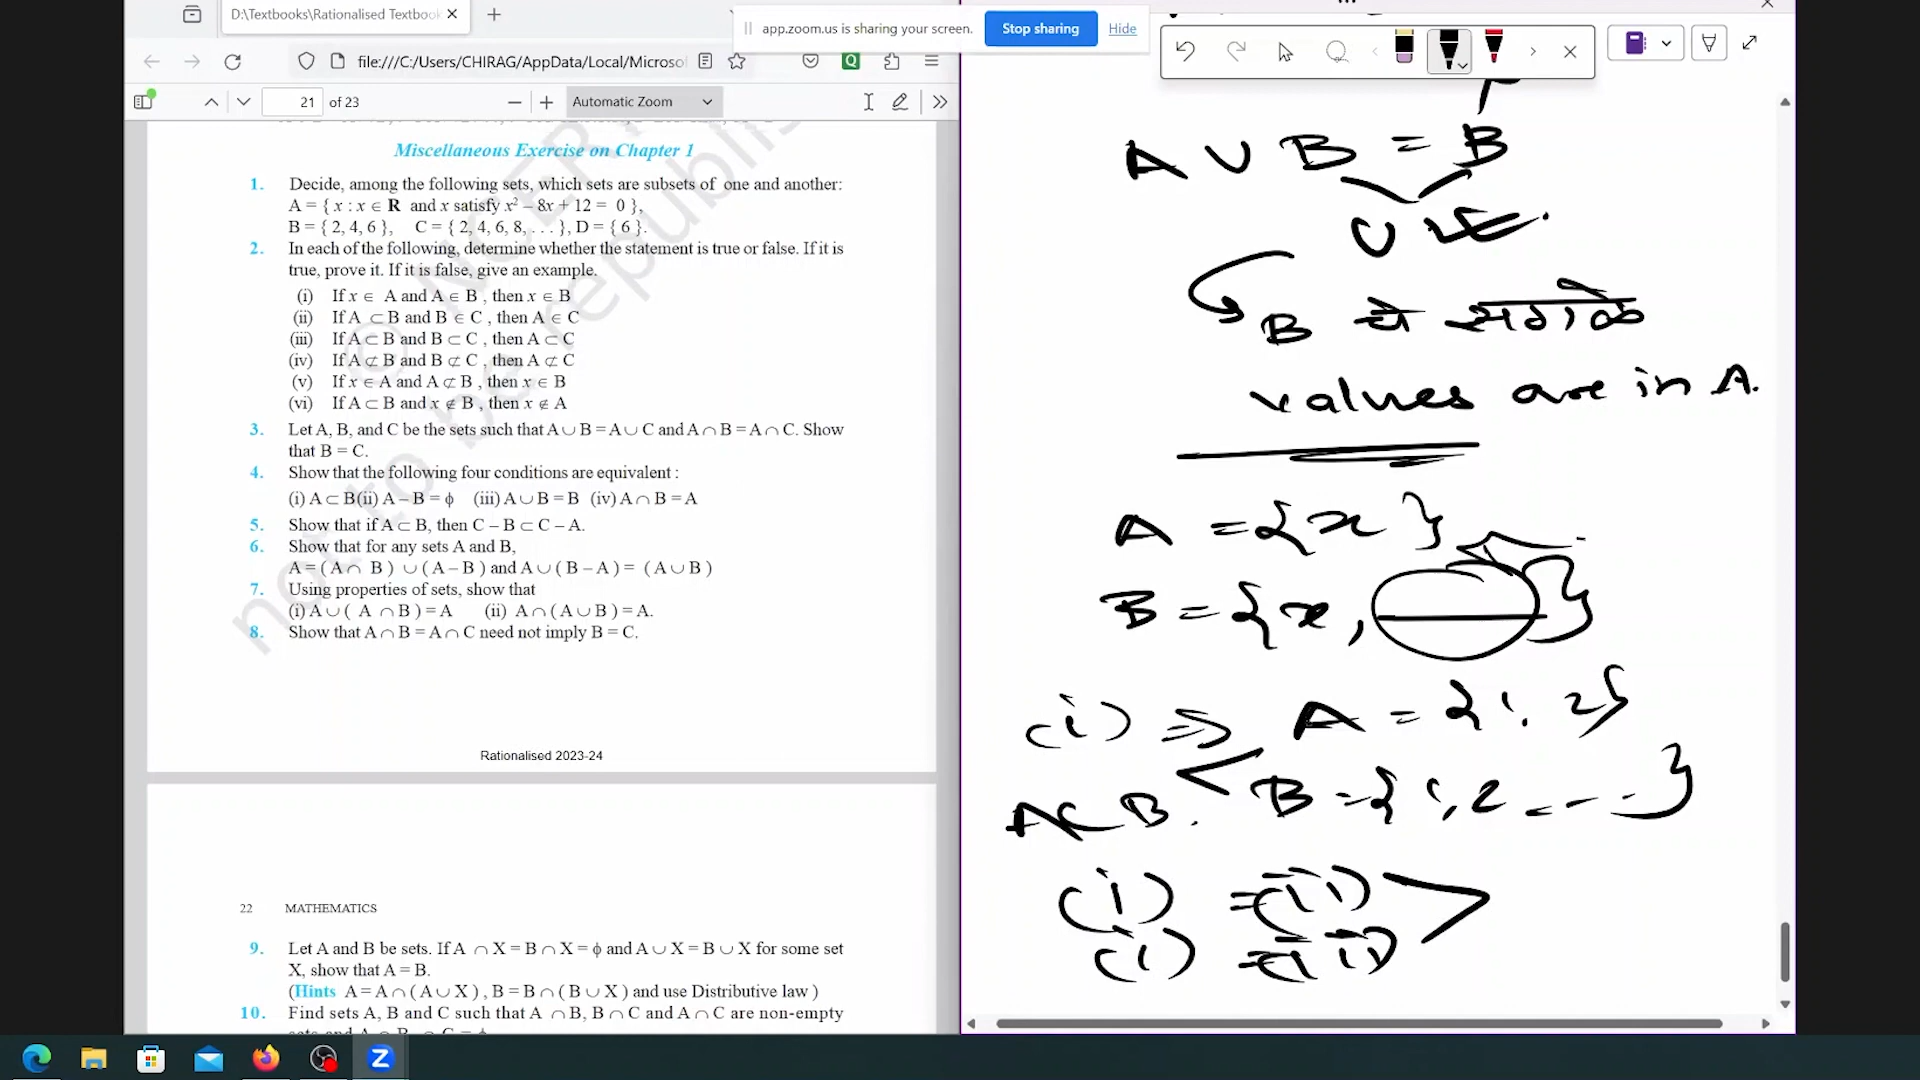 D:\Textbooks\Rationalised Textbook
app.zoom.us is sharing your screen.
Stop sharing
Hide
file:///C:/Users/CHIRAG/AppData/Local/Microso
21 of 23
Automatic Zoom
Miscellaneous Exercise on Chapter 1
1. Decide, among the following sets, which sets are subsets of one and another:
A = { x : x ∈ R and x satisfy x² – 8x + 12 = 0 },
B = { 2, 4, 6 }, C = { 2, 4, 6, 8, . . . }, D = { 6 }.
2. In each of the following, determine whether the statement is true or false. If it is
true, prove it. If it is false, give an example.
(i) If x ∈ A and A ∈ B , then x ∈ B
(ii) If A ⊂ B and B ∈ C , then A ∈ C
(iii) If A ⊂ B and B ⊂ C , then A ⊂ C
(iv) If A ⊄ B and B ⊄ C , then A ⊄ C
(v) If x ∈ A and A ⊄ B , then x ∈ B
(vi) If A ⊂ B and x ∉ B , then x ∉ A
3. Let A, B, and C be the sets such that A ∪ B = A ∪ C and A ∩ B = A ∩ C. Show
that B = C.
4. Show that the following four conditions are equivalent :
(i) A ⊂ B(ii) A – B = ϕ (iii) A ∪ B = B (iv) A ∩ B = A
5. Show that if A ⊂ B, then C – B ⊂ C – A.
6. Show that for any sets A and B,
A = ( A ∩ B ) ∪ ( A – B ) and A ∪ ( B – A ) = ( A ∪ B )
7. Using properties of sets, show that
(i) A ∪ ( A ∩ B ) = A (ii) A ∩ ( A ∪ B ) = A.
8. Show that A ∩ B = A ∩ C need not imply B = C.
Rationalised 2023-24
22 MATHEMATICS
9. Let A and B be sets. If A ∩ X = B ∩ X = ϕ and A ∪ X = B ∪ X for some set
X, show that A = B.
(Hints A = A ∩ ( A ∪ X ) , B = B ∩ ( B ∪ X ) and use Distributive law )
10. Find sets A, B and C such that A ∩ B, B ∩ C and A ∩ C are non-empty
sets and A ∩ B ∩ C = ϕ
© NCERT
not to be republis
A ∪ B = B
B
values are in A.
A = {x}
B = {x, }
(i) ⇒ A = {1, 2}
A ⊂ B. B = {1, 2 ---}
(i) = (ii)
(i)